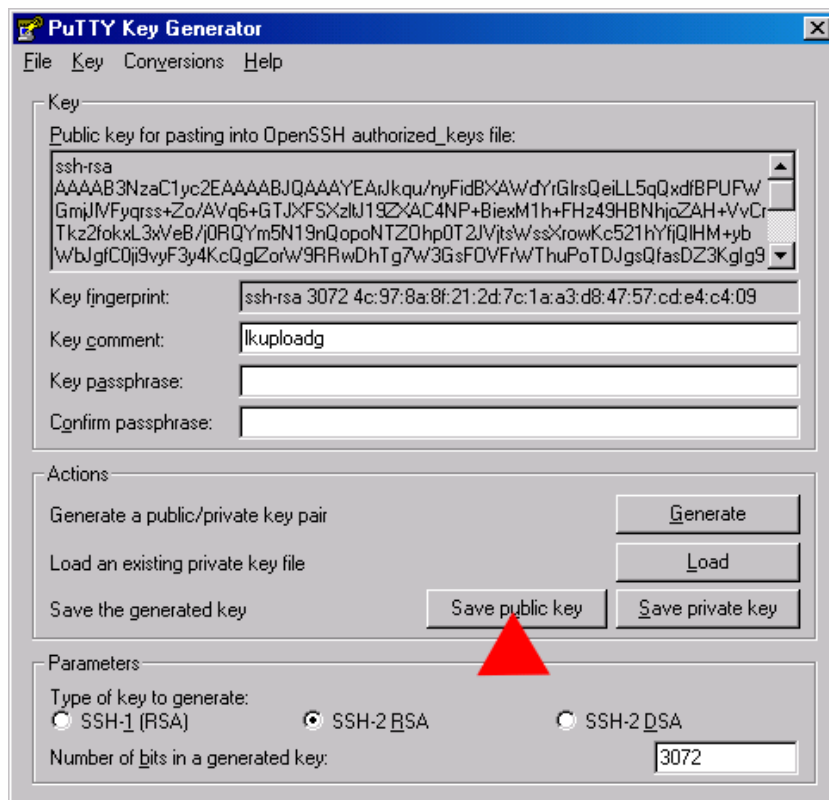 PuTTY Key Generator
File Key Conversions Help
Key
Public key for pasting into OpenSSH authorized_keys file:
ssh-rsa
AAAAB3NzaC1yc2EAAAABJQAAAYEArJkqu/nyFidBXAWdYrGlrsQeiLL5qQxdfBPUFW
GmjJlVFyqrss+Zo/AVq6+GTJXFSXzltJ19ZXAC4NP+BiexM1h+FHz49HBNhjoZAH+VvCr
Tkz2fokxL3xVeB/j0RQYm5N19nQopoNTZOhp0T2JVjtsWssXrowKc521hYfjQlHM+yb
WbJgfC0ji9vyF3y4KcQglZorW9RRwDhTg7W3GsFOVFrWThuPoTDJgsQfasDZ3KgIg9
Key fingerprint: ssh-rsa 3072 4c:97:8a:8f:21:2d:7c:1a:a3:d8:47:57:cd:e4:c4:09
Key comment: lkuploadg
Key passphrase:
Confirm passphrase:
Actions
Generate a public/private key pair Generate
Load an existing private key file Load
Save the generated key Save public key Save private key
Parameters
Type of key to generate:
SSH-1 (RSA) SSH-2 RSA SSH-2 DSA
Number of bits in a generated key: 3072